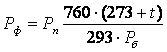 P_ф = P_п 760·(273 + t) / 293·P_б